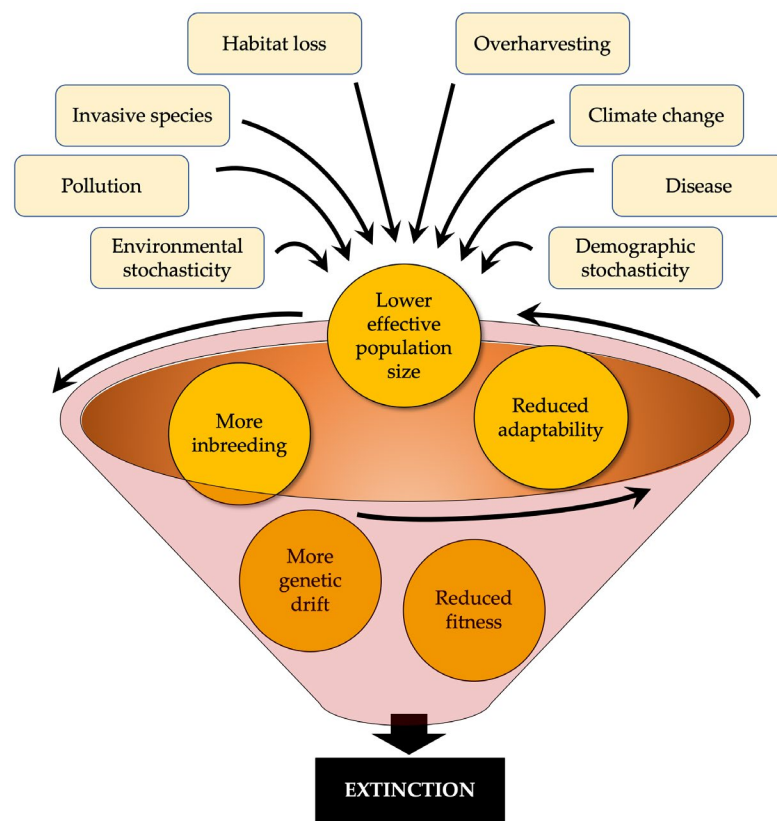 Habitat loss
Overharvesting
Invasive species
Climate change
Pollution
Disease
Environmental
stochasticity
Demographic
stochasticity
Lower
effective
population
size
More
inbreeding
Reduced
adaptability
More
genetic
drift
Reduced
fitness
EXTINCTION